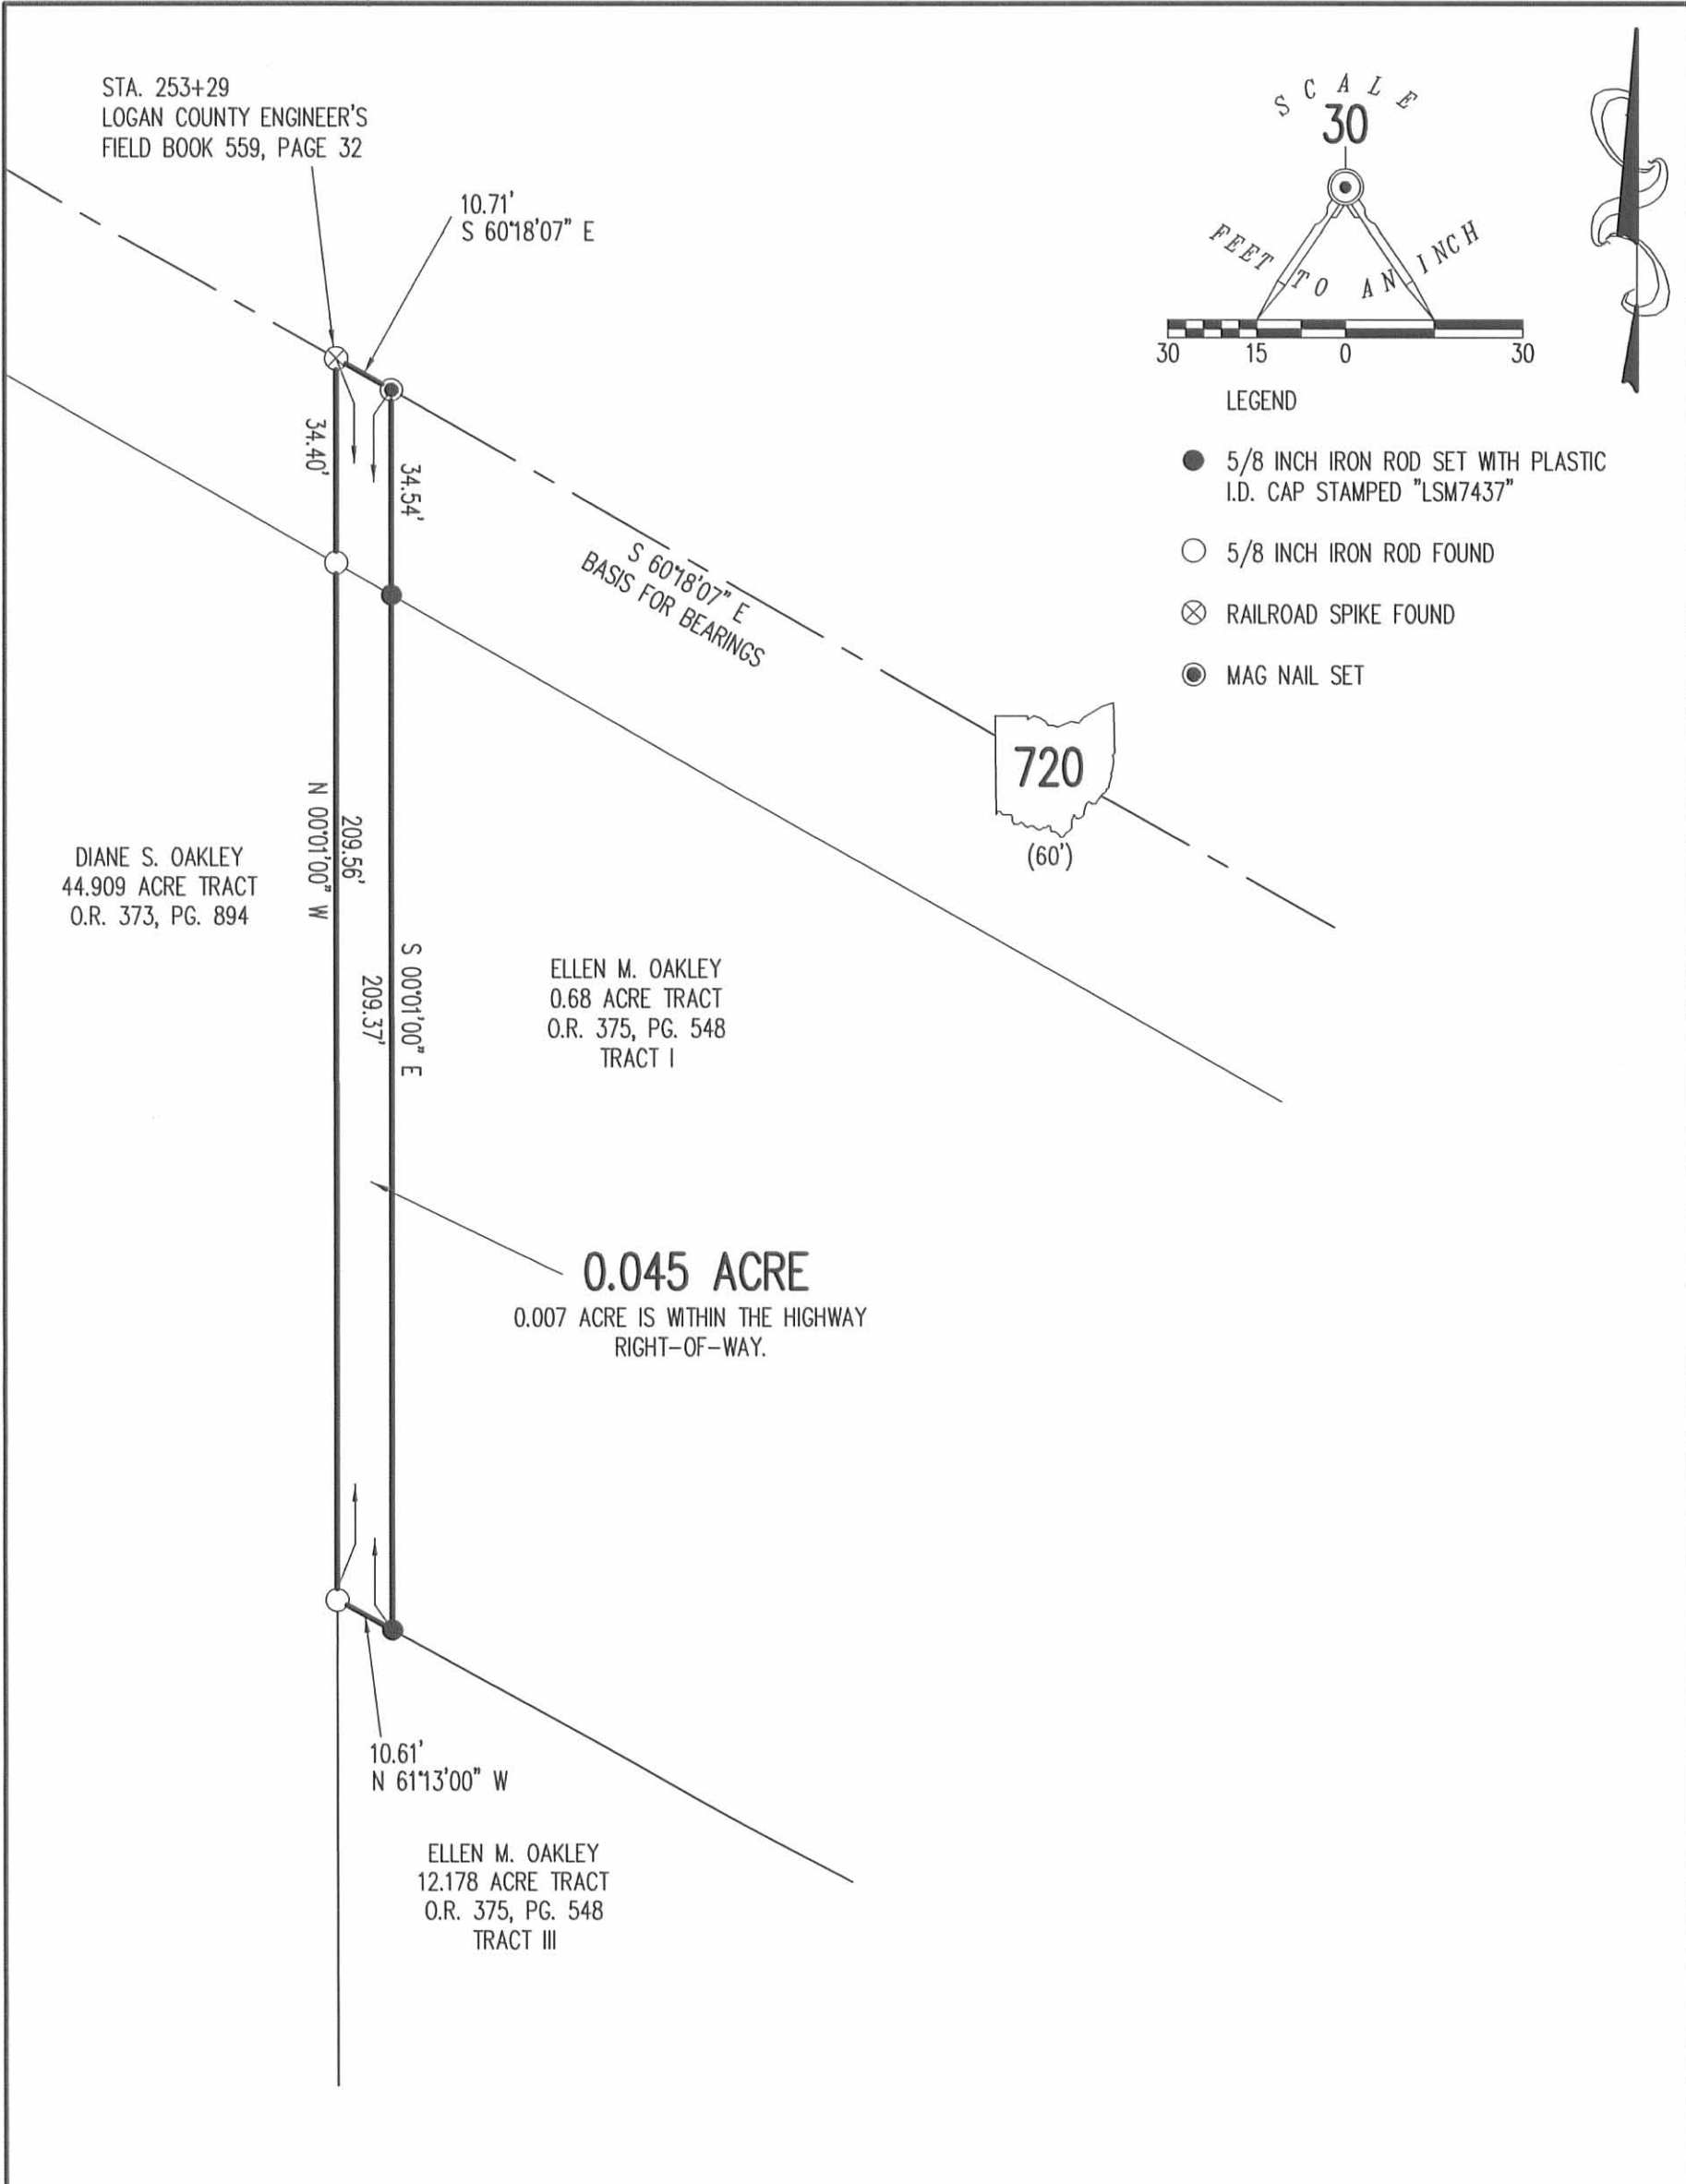 STA. 253+29
LOGAN COUNTY ENGINEER'S
FIELD BOOK 559, PAGE 32
10.71'
S 60°18'07" E
SCALE
30
FEET TO AN INCH
30 15 0 30
LEGEND
5/8 INCH IRON ROD SET WITH PLASTIC
I.D. CAP STAMPED "LSM7437"
5/8 INCH IRON ROD FOUND
RAILROAD SPIKE FOUND
MAG NAIL SET
34.40'
34.54'
S 60°18'07" E
BASIS FOR BEARINGS
720
(60')
DIANE S. OAKLEY
44.909 ACRE TRACT
O.R. 373, PG. 894
209.56'
N 00°01'00" W
S 00°01'00" E
209.37'
ELLEN M. OAKLEY
0.68 ACRE TRACT
O.R. 375, PG. 548
TRACT I
0.045 ACRE
0.007 ACRE IS WITHIN THE HIGHWAY
RIGHT-OF-WAY.
10.61'
N 61°13'00" W
ELLEN M. OAKLEY
12.178 ACRE TRACT
O.R. 375, PG. 548
TRACT III